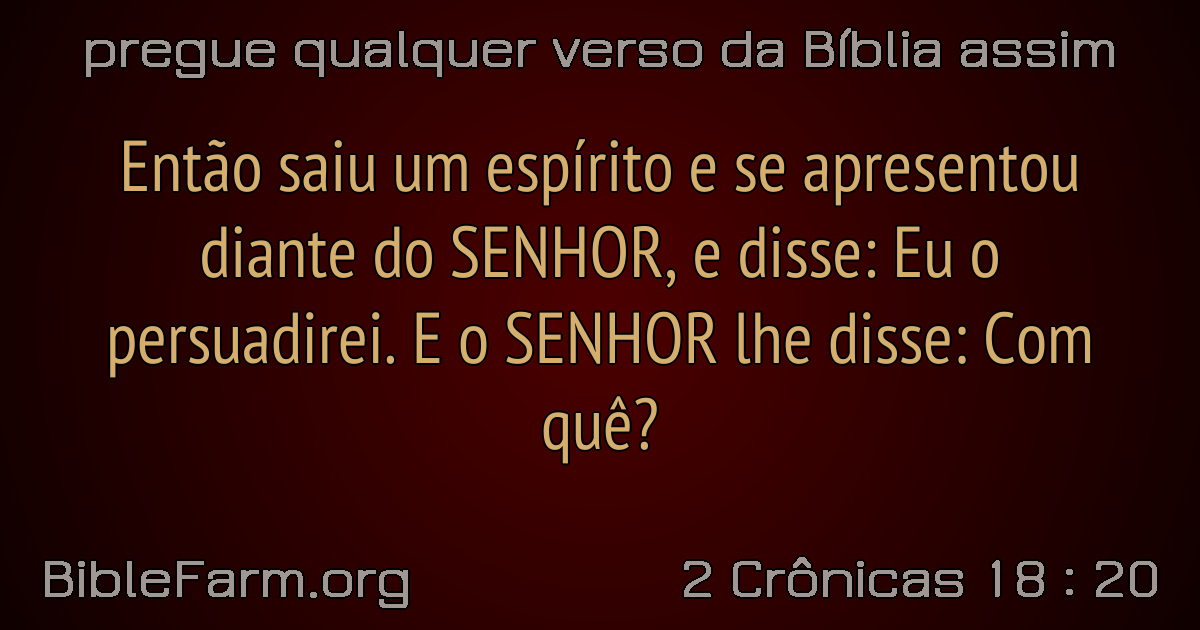 pregue qualquer verso da Bíblia assim
Então saiu um espírito e se apresentou
diante do SENHOR, e disse: Eu o
persuadirei. E o SENHOR lhe disse: Com
quê?
BibleFarm.org
2 Crônicas 18 : 20